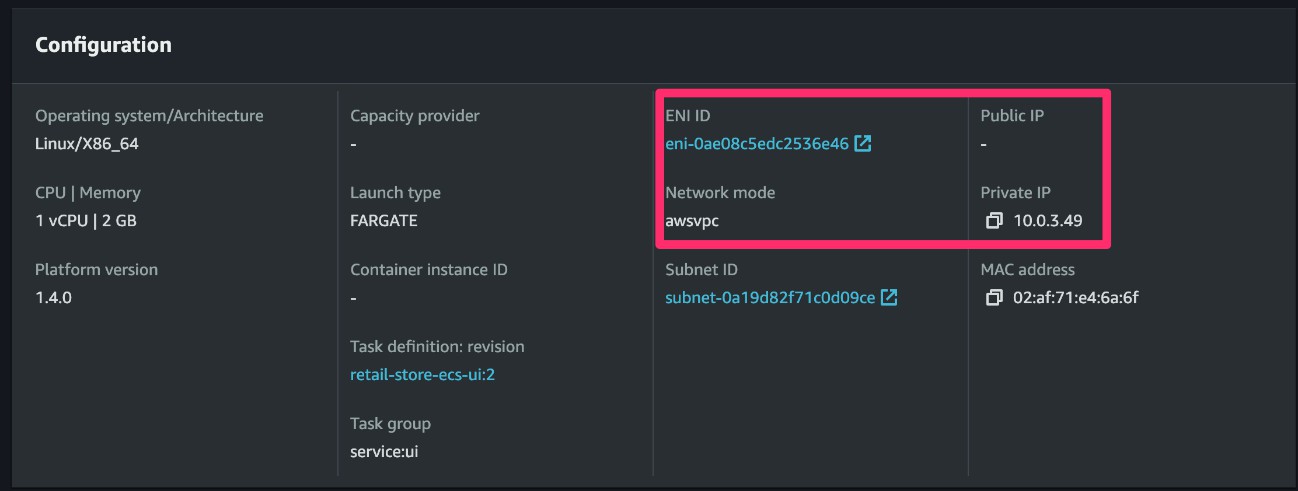 Configuration
Operating system/Architecture
Linux/X86_64
CPU | Memory
1 vCPU | 2 GB
Platform version
1.4.0
Capacity provider
-
Launch type
FARGATE
Container instance ID
-
Task definition: revision
retail-store-ecs-ui:2
Task group
service:ui
ENI ID
eni-0ae08c5edc2536e46
Network mode
awsvpc
Subnet ID
subnet-0a19d82f71c0d09ce
Public IP
-
Private IP
10.0.3.49
MAC address
02:af:71:e4:6a:6f